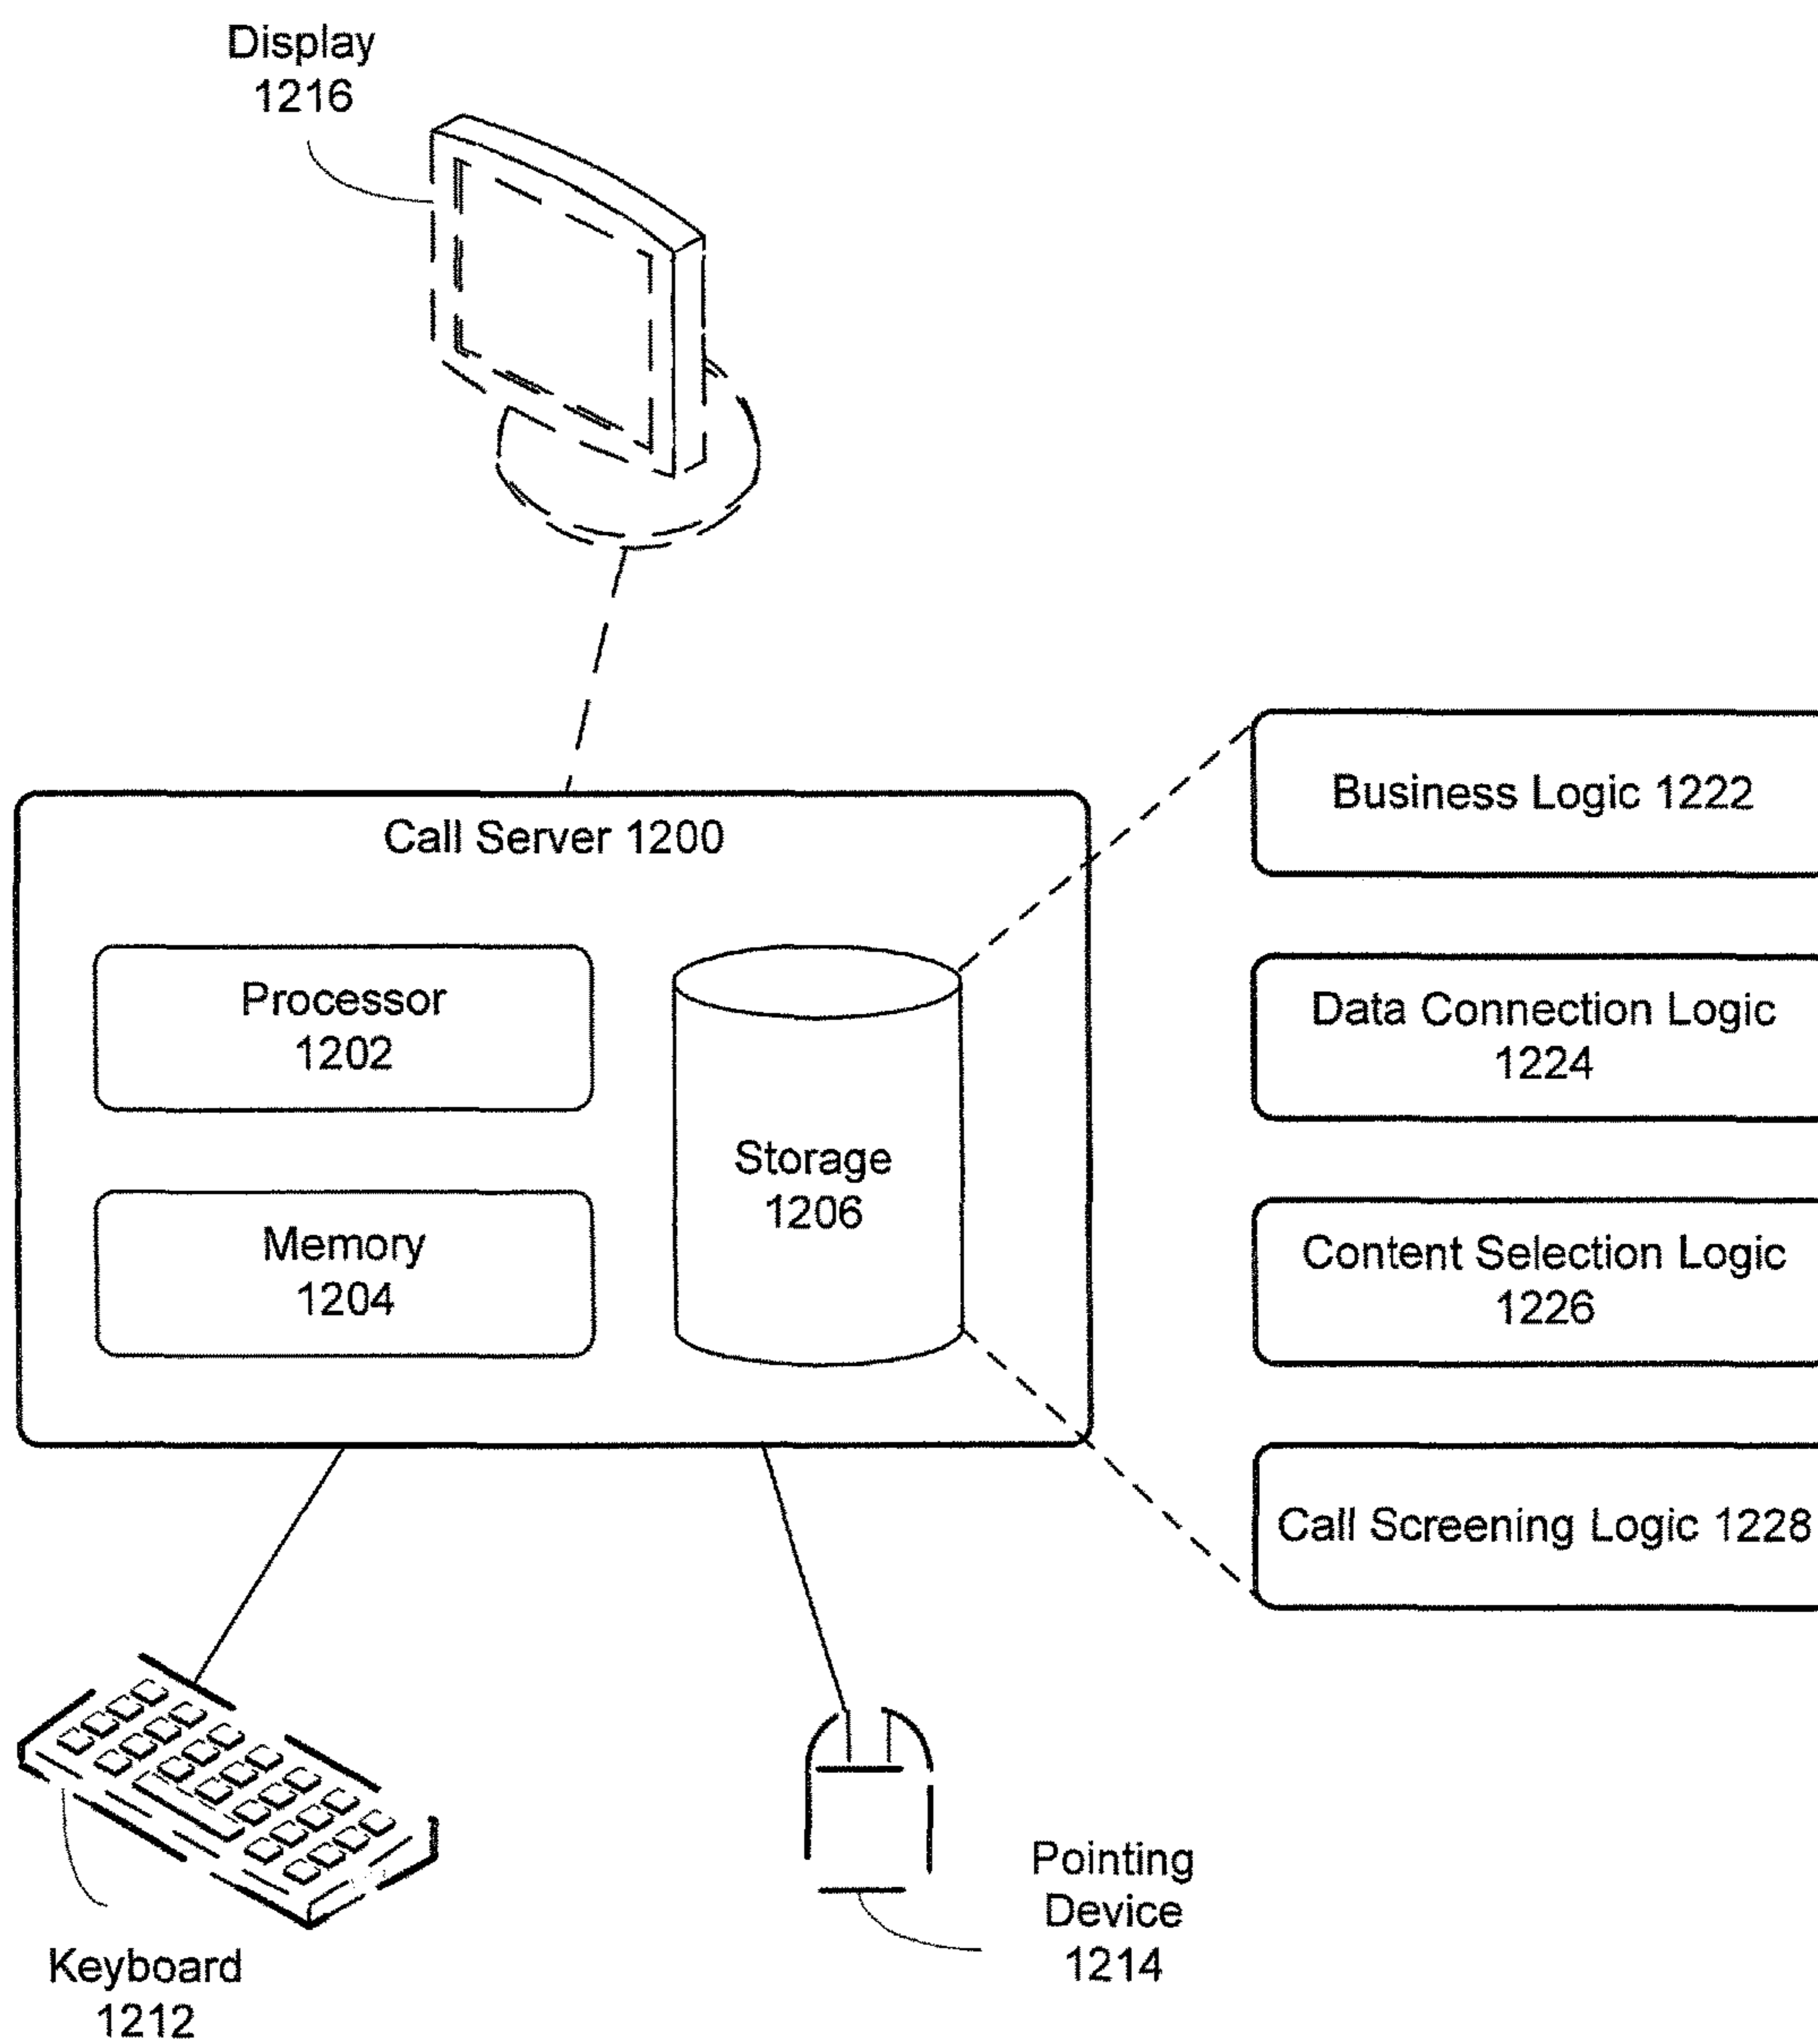 Display
1216
Call Server 1200
Processor
1202
Memory
1204
Storage
1206
Business Logic 1222
Data Connection Logic
1224
Content Selection Logic
1226
Call Screening Logic 1228
Keyboard
1212
Pointing
Device
1214